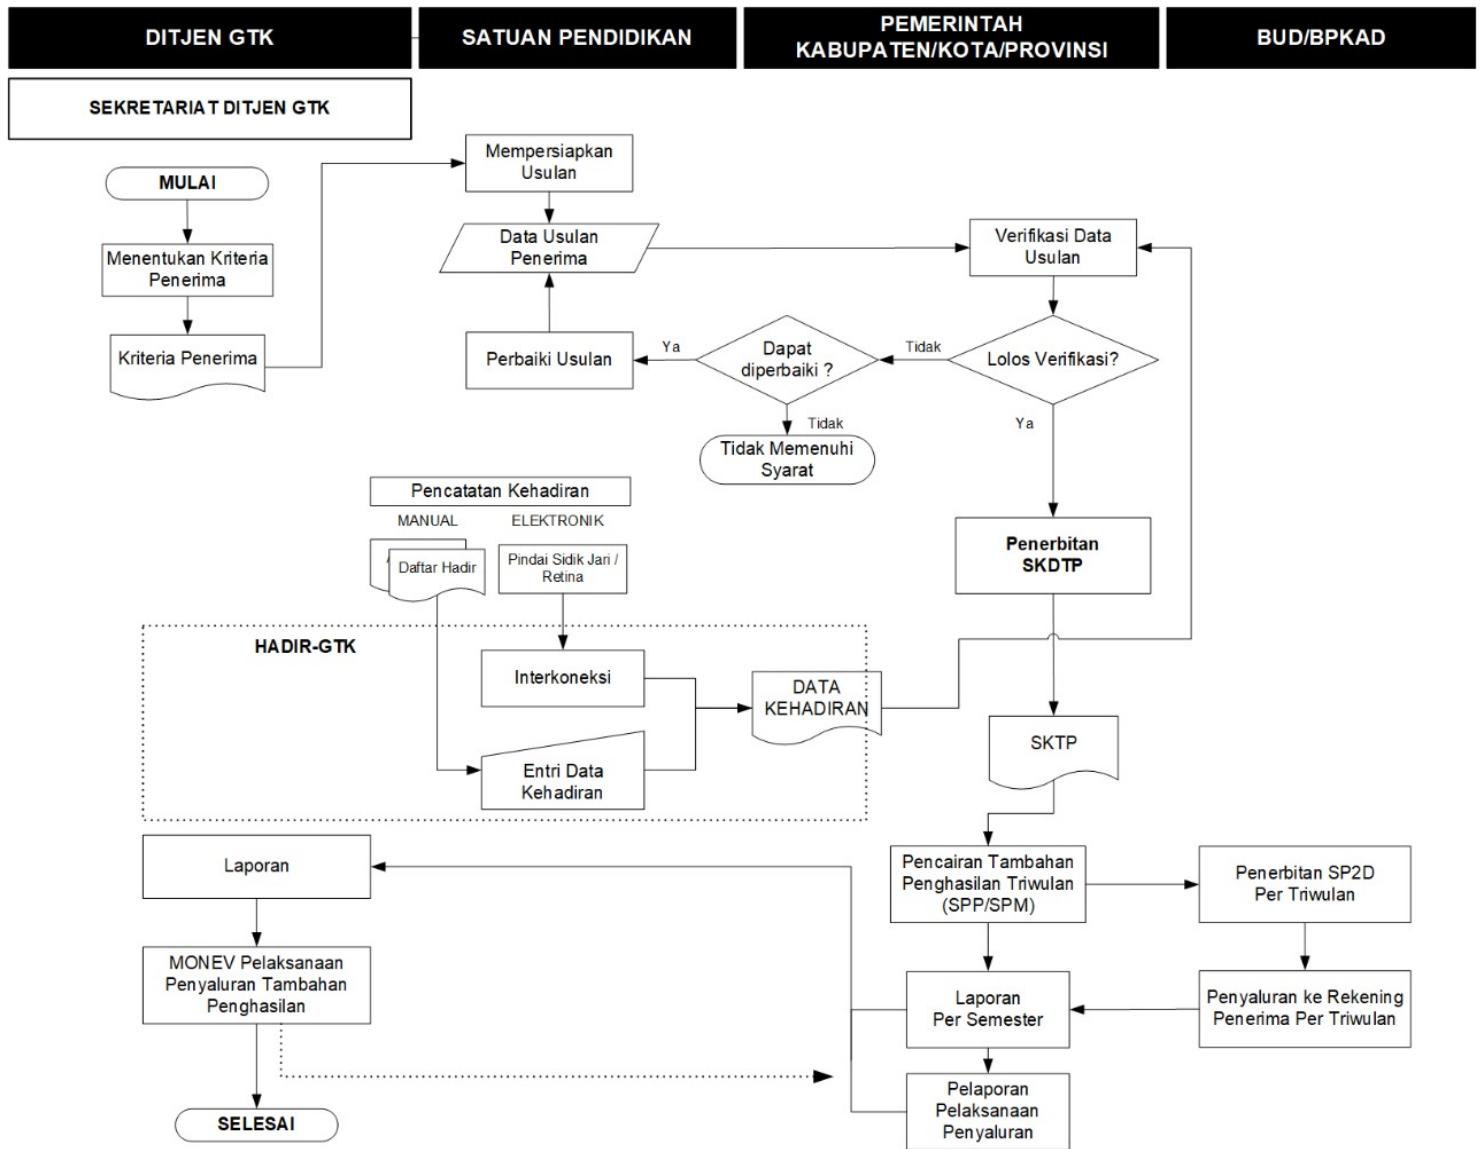 DITJEN GTK
SATUAN PENDIDIKAN
PEMERINTAH
KABUPATEN/KOTA/PROVINSI
BUD/BPKAD
SEKRETARIAT DITJEN GTK
MULAI
Menentukan Kriteria
Penerima
Kriteria Penerima
Mempersiapkan
Usulan
Data Usulan
Penerima
Verifikasi Data
Usulan
Perbaiki Usulan
Ya
Dapat
diperbaiki ?
Tidak
Lolos Verifikasi?
Tidak
Ya
Tidak Memenuhi
Syarat
Pencatatan Kehadiran
MANUAL
ELEKTRONIK
Daftar Hadir
Pindai Sidik Jari /
Retina
Penerbitan
SKDTP
HADIR-GTK
Interkoneksi
DATA
KEHADIRAN
Entri Data
Kehadiran
SKTP
Laporan
Pencairan Tambahan
Penghasilan Triwulan
(SPP/SPM)
Penerbitan SP2D
Per Triwulan
MONEV Pelaksanaan
Penyaluran Tambahan
Penghasilan
Laporan
Per Semester
Penyaluran ke Rekening
Penerima Per Triwulan
Pelaporan
Pelaksanaan
Penyaluran
SELESAI